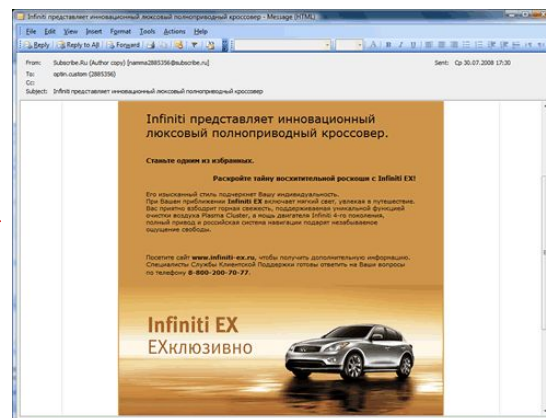 Infiniti представляет инновационный люксовый полноприводный кроссовер - Message (HTML)
File Edit View Insert Format Tools Actions Help
Reply Reply to All Forward
From: Subscribe.Ru (Author copy) [namma2885356@subscribe.ru] Sent: Ср 30.07.2008 17:30
To: optin.custom (2885356)
Cc:
Subject: Infiniti представляет инновационный люксовый полноприводный кроссовер
Infiniti представляет инновационный
люксовый полноприводный кроссовер.
Станьте одним из избранных.
Раскройте тайну восхитительной роскоши с Infiniti EX!
Его изысканный стиль подчеркнет Вашу индивидуальность.
При Вашем приближении Infiniti EX включает мягкий свет, увлекая в путешествие.
Вас приятно взбодрит горная свежесть, поддерживаемая уникальной функцией
очистки воздуха Plasma Cluster, а мощь двигателя Infiniti 4-го поколения,
полный привод и российская система навигации подарят незабываемое
ощущение свободы.
Посетите сайт www.infiniti-ex.ru, чтобы получить дополнительную информацию.
Специалисты Службы Клиентской Поддержки готовы ответить на Ваши вопросы
по телефону 8-800-200-70-77.
Infiniti EX
EXклюзивно